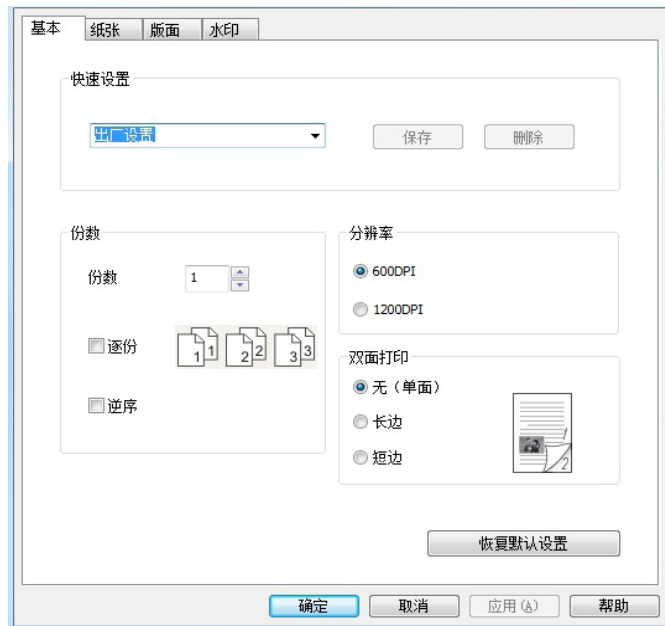 基本 纸张 版面 水印
快速设置
出厂设置 保存 删除
份数
份数 1
逐份 1 1 2 2 3 3
逆序
分辨率
600DPI
1200DPI
双面打印
无（单面）
长边
短边
1
2
恢复默认设置
确定 取消 应用(A) 帮助